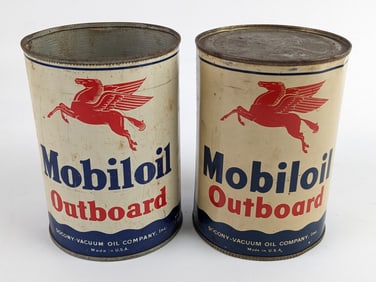 Mobiloil
Outboard
SOCONY-VACUUM OIL COMPANY, Inc.
Made in U.S.A.
Mobiloil
Outboard
SOCONY-VACUUM OIL COMPANY, Inc.
Made in U.S.A.